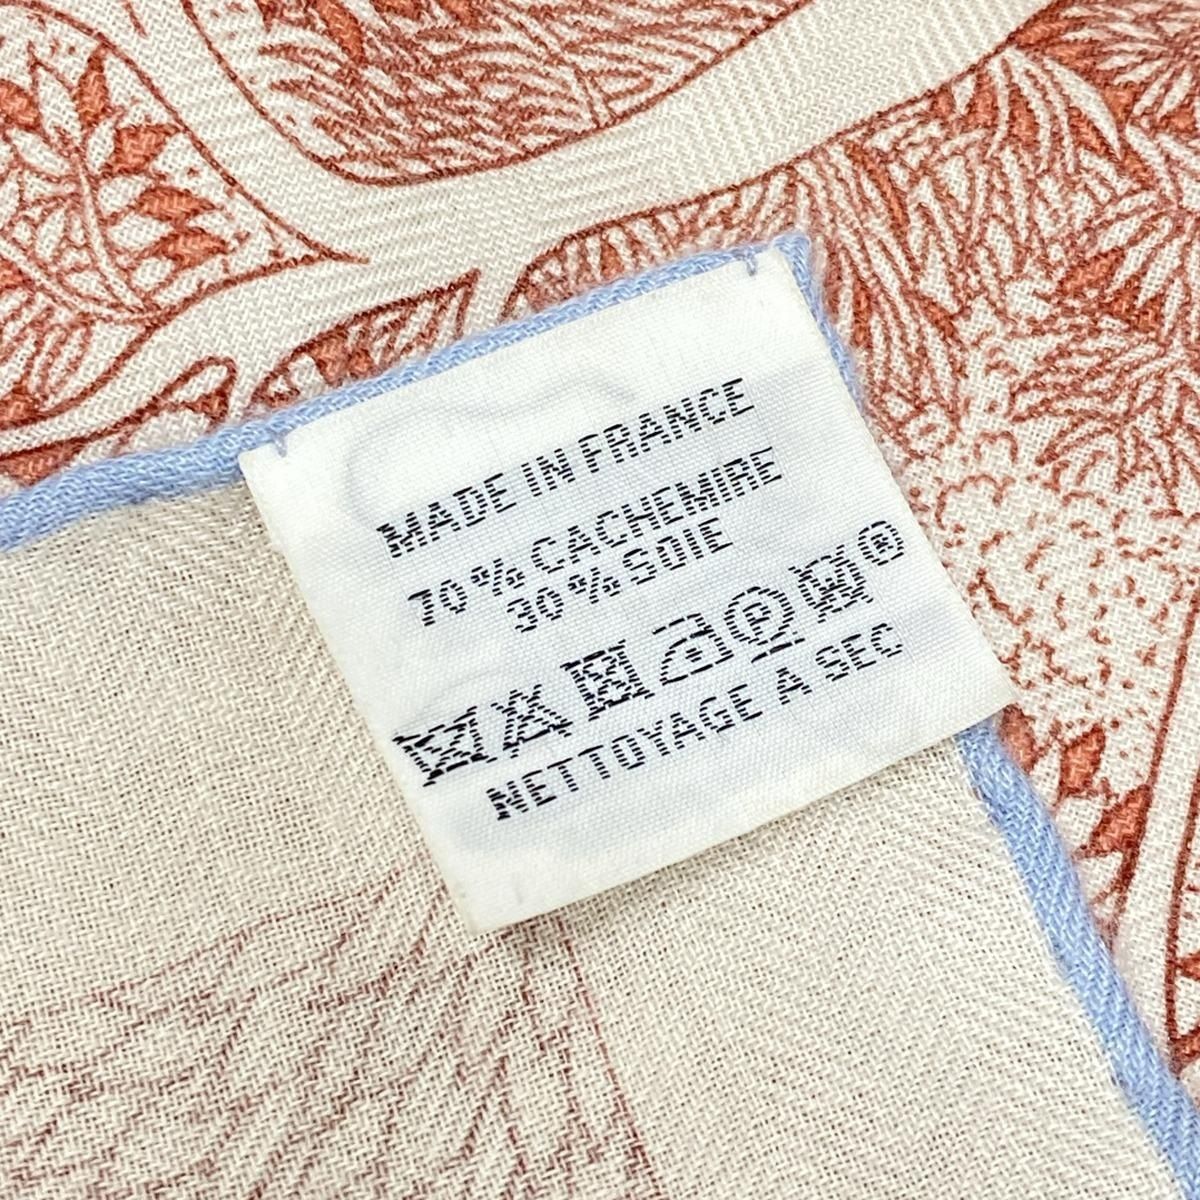 MADE IN FRANCE
70% CACHEMIRE
30% SOIE
P ®
NETTOYAGE A SEC